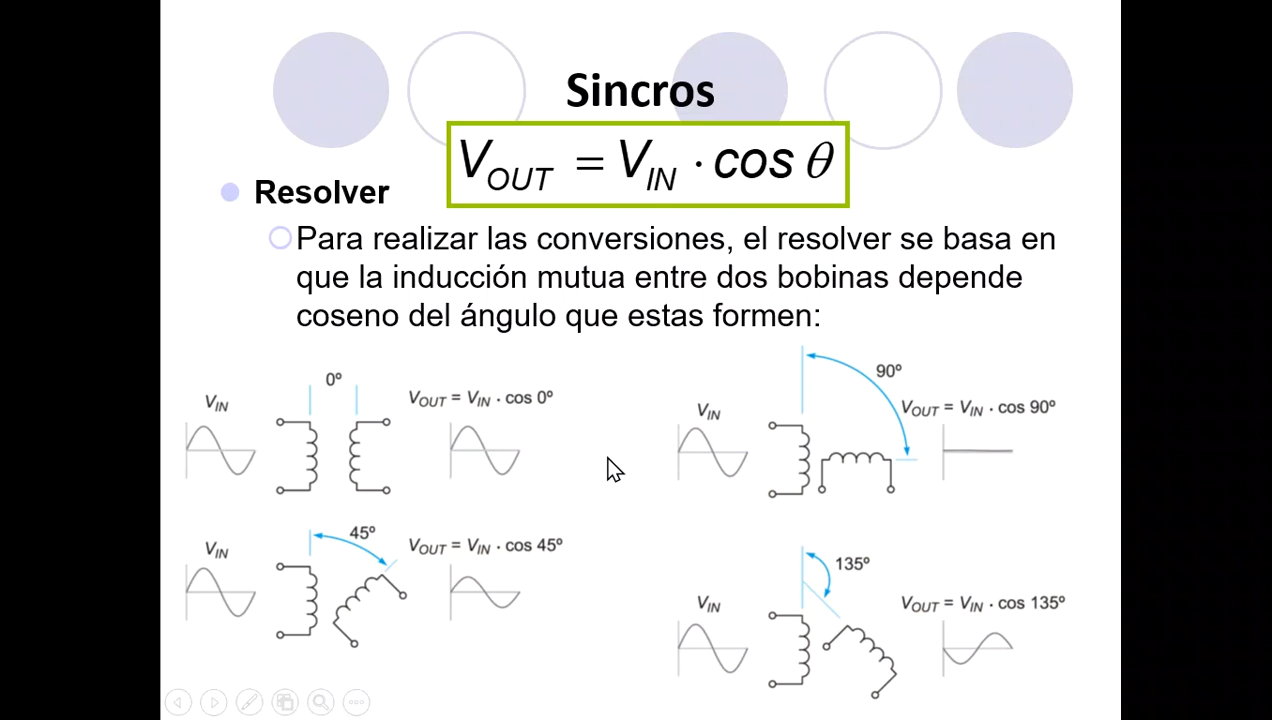 Sincros
V_OUT = V_IN · cos θ
Resolver
Para realizar las conversiones, el resolver se basa en
que la inducción mutua entre dos bobinas depende
coseno del ángulo que estas formen:
0º
V_IN
V_OUT = V_IN · cos 0º
90º
V_IN
V_OUT = V_IN · cos 90º
45º
V_IN
V_OUT = V_IN · cos 45º
135º
V_IN
V_OUT = V_IN · cos 135º